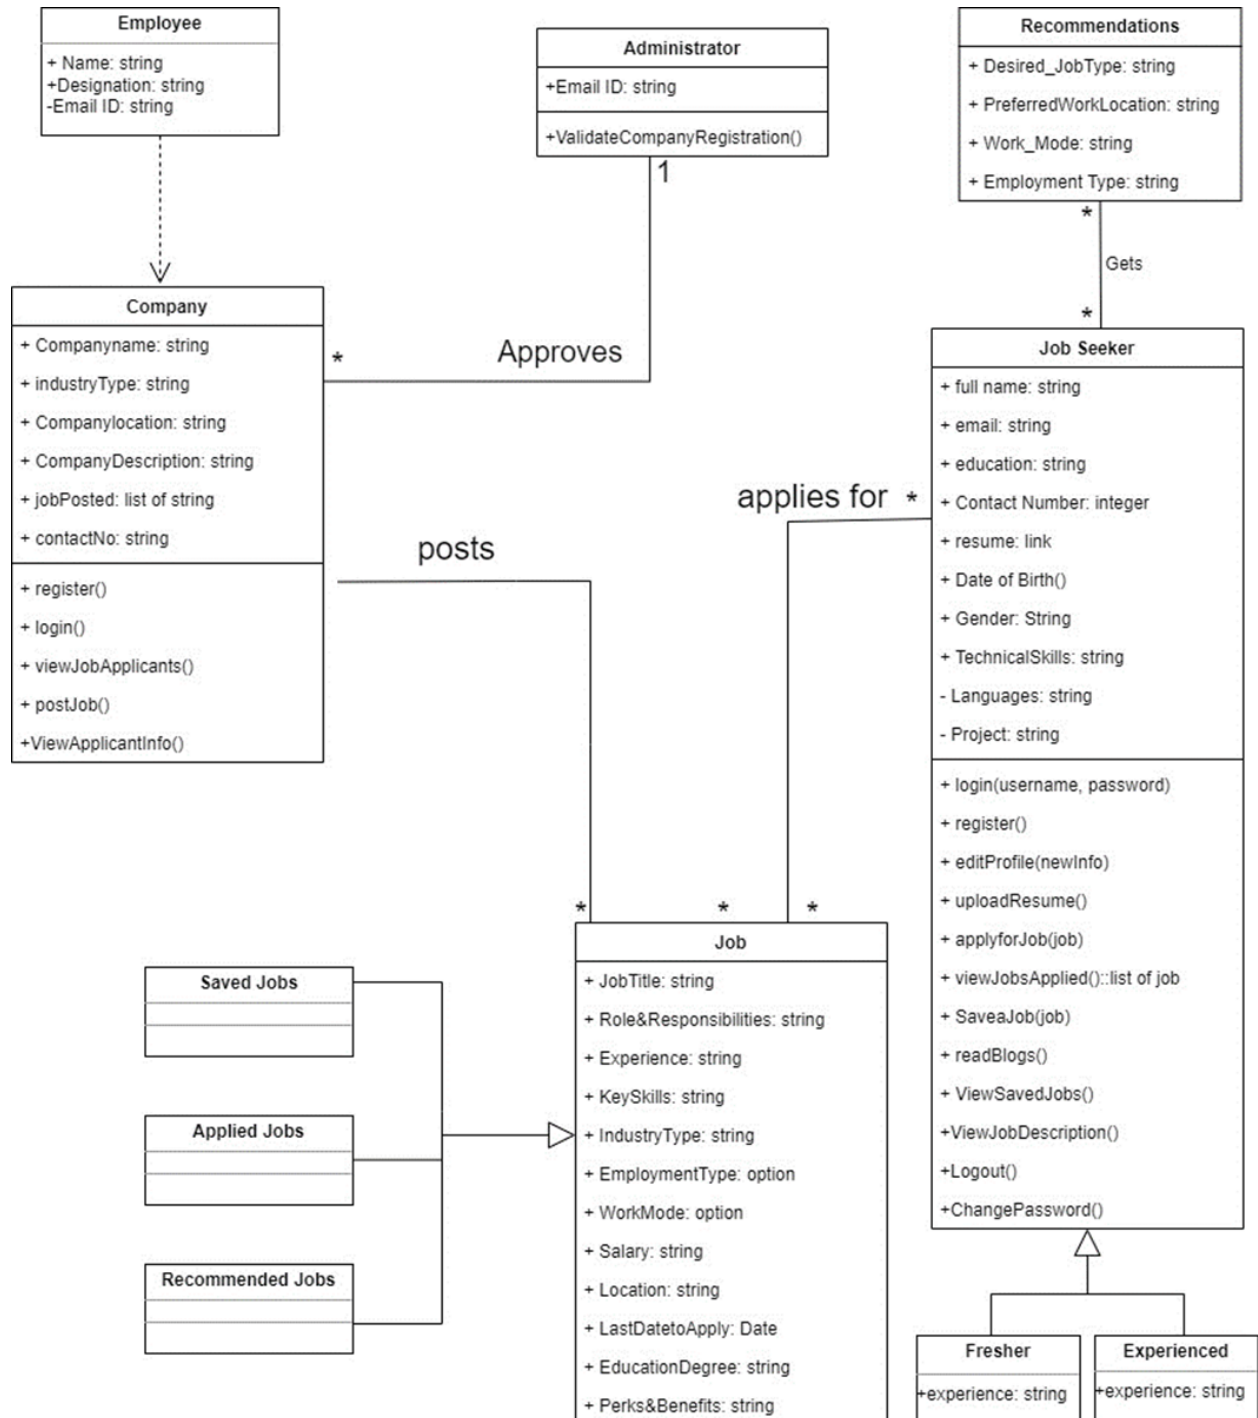 Employee
+ Name: string
+Designation: string
-Email ID: string
Administrator
+Email ID: string
+ValidateCompanyRegistration()
1
Recommendations
+ Desired_JobType: string
+ PreferredWorkLocation: string
+ Work_Mode: string
+ Employment Type: string
*
Gets
*
Company
+ Companyname: string
+ industryType: string
+ Companylocation: string
+ CompanyDescription: string
+ jobPosted: list of string
+ contactNo: string
+ register()
+ login()
+ viewJobApplicants()
+ postJob()
+ViewApplicantInfo()
*
Approves
posts
applies for *
Job Seeker
+ full name: string
+ email: string
+ education: string
+ Contact Number: integer
+ resume: link
+ Date of Birth()
+ Gender: String
+ TechnicalSkills: string
- Languages: string
- Project: string
+ login(username, password)
+ register()
+ editProfile(newInfo)
+ uploadResume()
+ applyforJob(job)
+ viewJobsApplied()::list of job
+ SaveaJob(job)
+ readBlogs()
+ ViewSavedJobs()
+ViewJobDescription()
+Logout()
+ChangePassword()
* * *
Job
+ JobTitle: string
+ Role&Responsibilities: string
+ Experience: string
+ KeySkills: string
+ IndustryType: string
+ EmploymentType: option
+ WorkMode: option
+ Salary: string
+ Location: string
+ LastDatetoApply: Date
+ EducationDegree: string
+ Perks&Benefits: string
Saved Jobs
Applied Jobs
Recommended Jobs
Fresher
+experience: string
Experienced
+experience: string